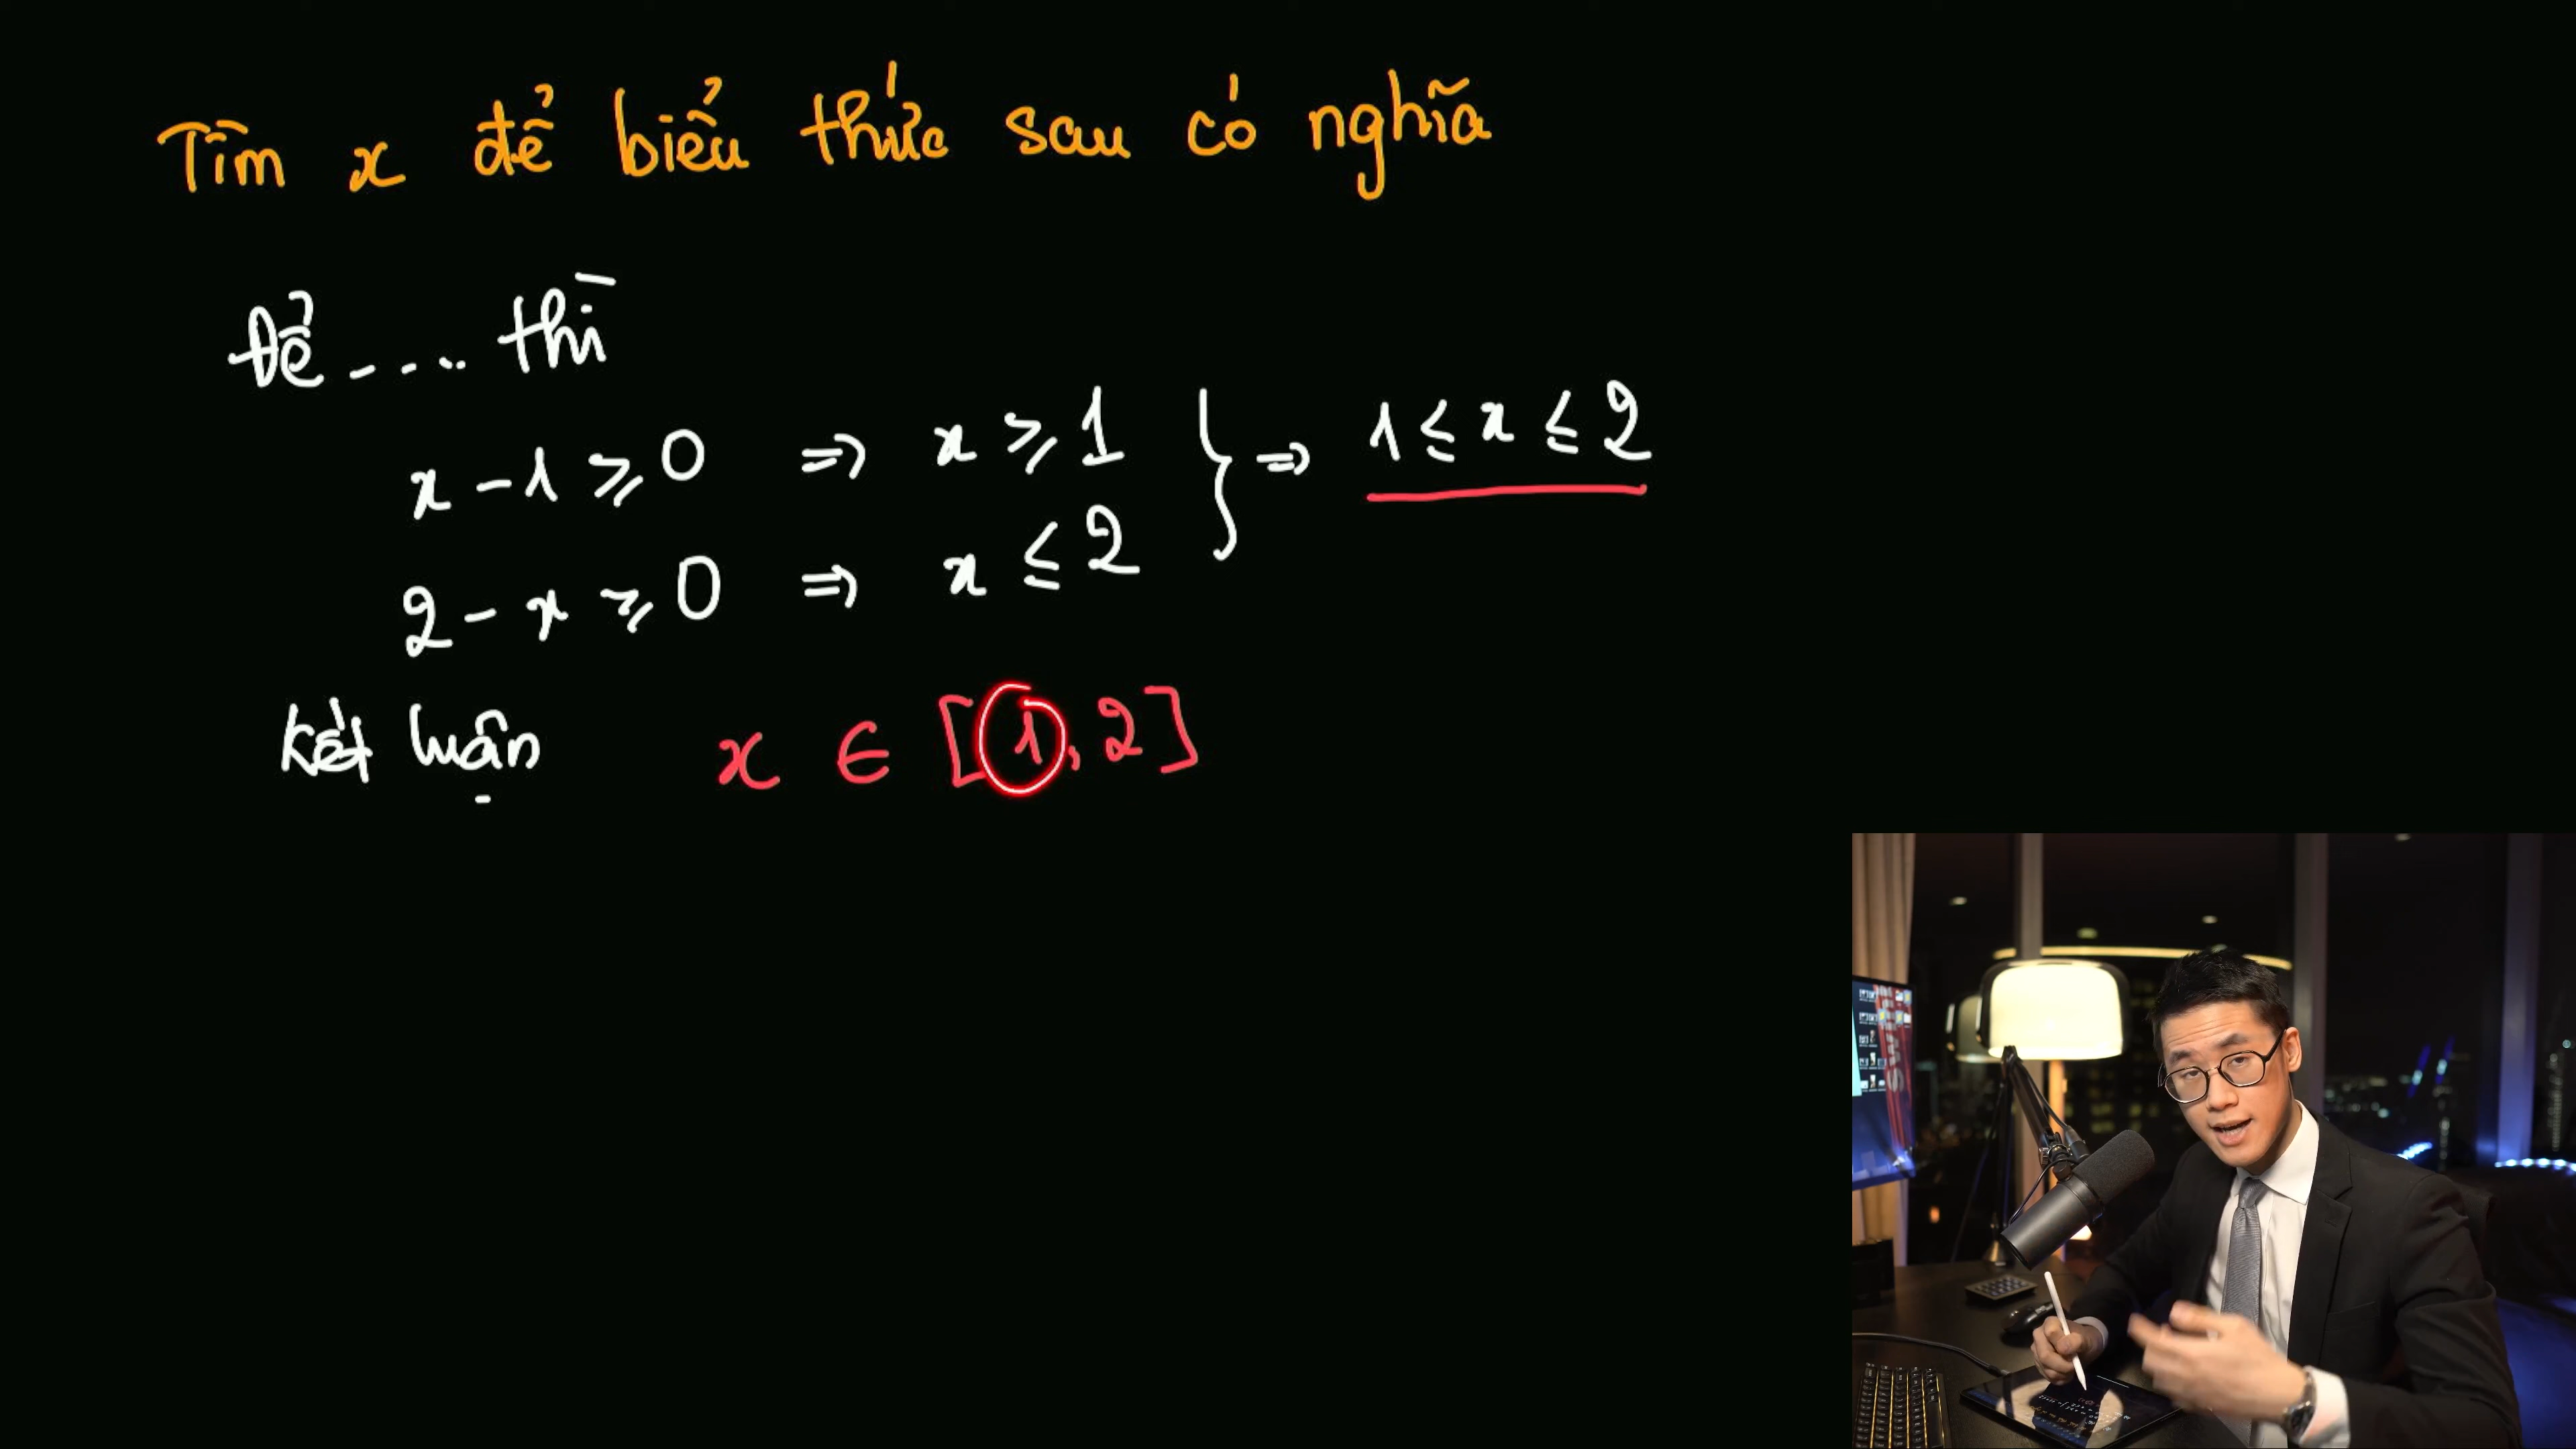 Tìm x để biểu thức sau có nghĩa
Để .... thì
x - 1 ≥ 0 ⇒ x ≥ 1 } ⇒ 1 ≤ x ≤ 2
2 - x ≥ 0 ⇒ x ≤ 2
Kết luận x ∈ [1, 2]